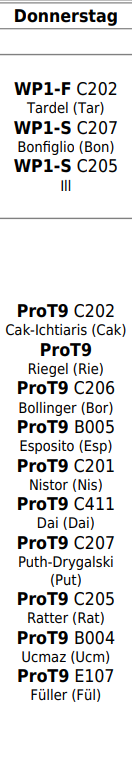 Donnerstag
WP1-F C202
Tardel (Tar)
WP1-S C207
Bonfiglio (Bon)
WP1-S C205
Ill
ProT9 C202
Cak-Ichtiaris (Cak)
ProT9
Riegel (Rie)
ProT9 C206
Bollinger (Bor)
ProT9 B005
Esposito (Esp)
ProT9 C201
Nistor (Nis)
ProT9 C411
Dai (Dai)
ProT9 C207
Puth-Drygalski
(Put)
ProT9 C205
Ratter (Rat)
ProT9 B004
Ucmaz (Ucm)
ProT9 E107
Füller (Fül)